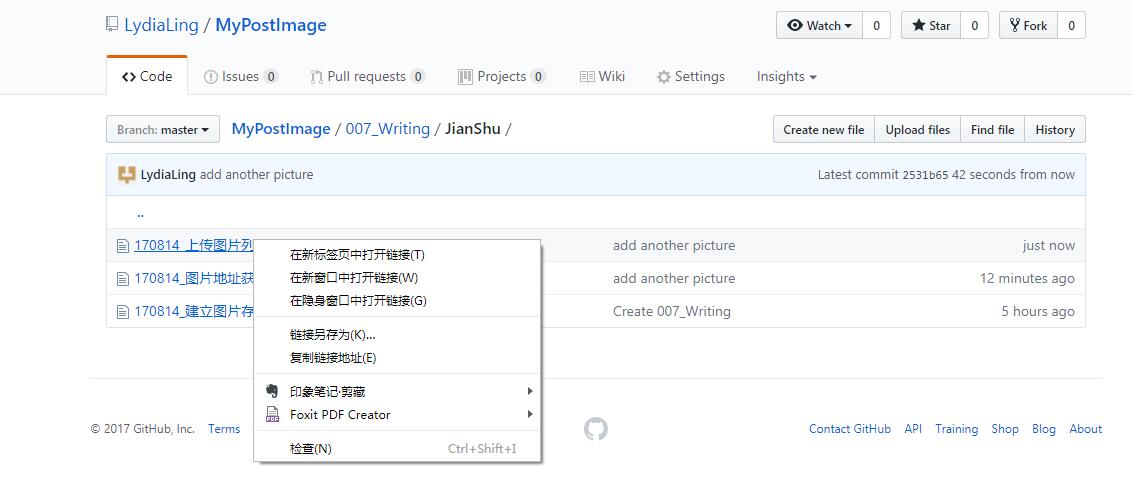 LydiaLing / MyPostImage
Watch 0
Star 0
Fork 0
Code
Issues 0
Pull requests 0
Projects 0
Wiki
Settings
Insights
Branch: master
MyPostImage / 007_Writing / JianShu /
Create new file
Upload files
Find file
History
LydiaLing add another picture
Latest commit 2531b65 42 seconds from now
..
170814_上传图片列 add another picture just now
170814_图片地址获 add another picture 12 minutes ago
170814_建立图片存 Create 007_Writing 5 hours ago
在新标签页中打开链接(T)
在新窗口中打开链接(W)
在隐身窗口中打开链接(G)
链接另存为(K)...
复制链接地址(E)
印象笔记·剪藏
PDF Foxit PDF Creator
检查(N) Ctrl+Shift+I
© 2017 GitHub, Inc. Terms
Contact GitHub API Training Shop Blog About